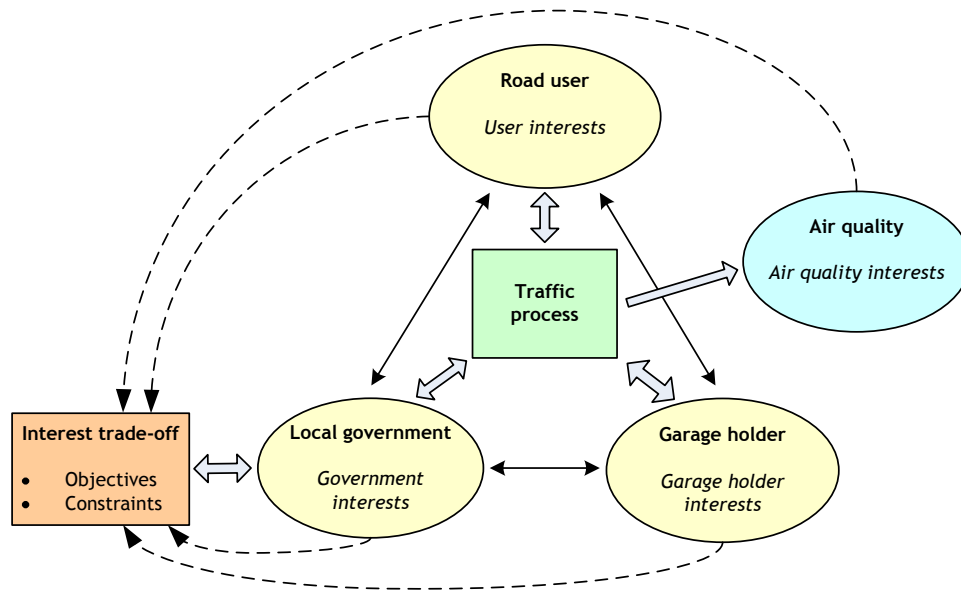 Road user
User interests
Air quality
Air quality interests
Traffic
process
Interest trade-off
• Objectives
• Constraints
Local government
Government
interests
Garage holder
Garage holder
interests